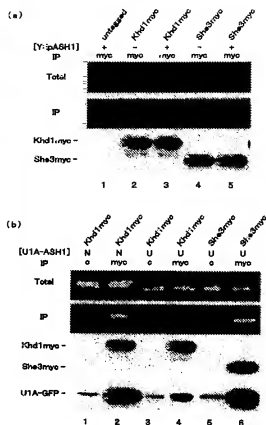 (a)
untagged Khd1myc Khd1myc She3myc She3myc
[YEpASH1] + - + - +
IP myc myc myc myc myc
Total
IP
Khd1myc -
She3myc -
1 2 3 4 5
(b)
Khd1myc Khd1myc Khd1myc Khd1myc She3myc She3myc
[U1A-ASH1] N N U U U U
IP c myc c myc c myc
Total
IP
Khd1myc -
She3myc -
U1A-GFP -
1 2 3 4 5 6